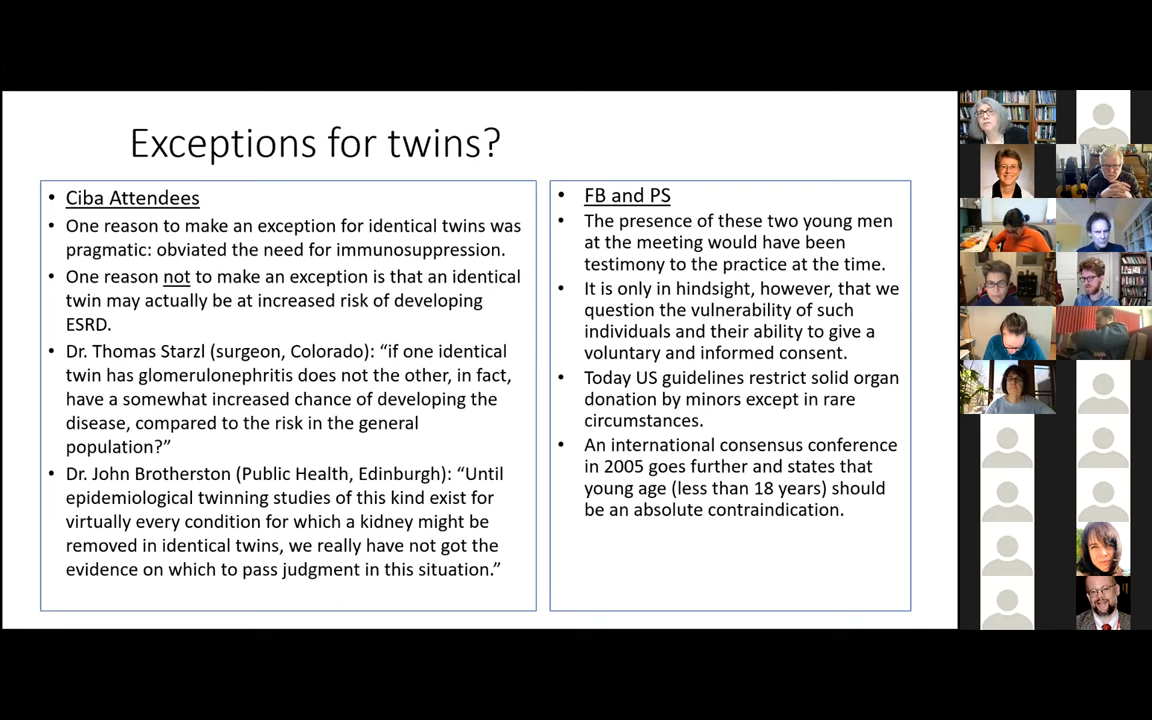 Exceptions for twins?
• Ciba Attendees
• One reason to make an exception for identical twins was
pragmatic: obviated the need for immunosuppression.
• One reason not to make an exception is that an identical
twin may actually be at increased risk of developing
ESRD.
• Dr. Thomas Starzl (surgeon, Colorado): “if one identical
twin has glomerulonephritis does not the other, in fact,
have a somewhat increased chance of developing the
disease, compared to the risk in the general
population?”
• Dr. John Brotherston (Public Health, Edinburgh): “Until
epidemiological twinning studies of this kind exist for
virtually every condition for which a kidney might be
removed in identical twins, we really have not got the
evidence on which to pass judgment in this situation.”
• FB and PS
• The presence of these two young men
at the meeting would have been
testimony to the practice at the time.
• It is only in hindsight, however, that we
question the vulnerability of such
individuals and their ability to give a
voluntary and informed consent.
• Today US guidelines restrict solid organ
donation by minors except in rare
circumstances.
• An international consensus conference
in 2005 goes further and states that
young age (less than 18 years) should
be an absolute contraindication.